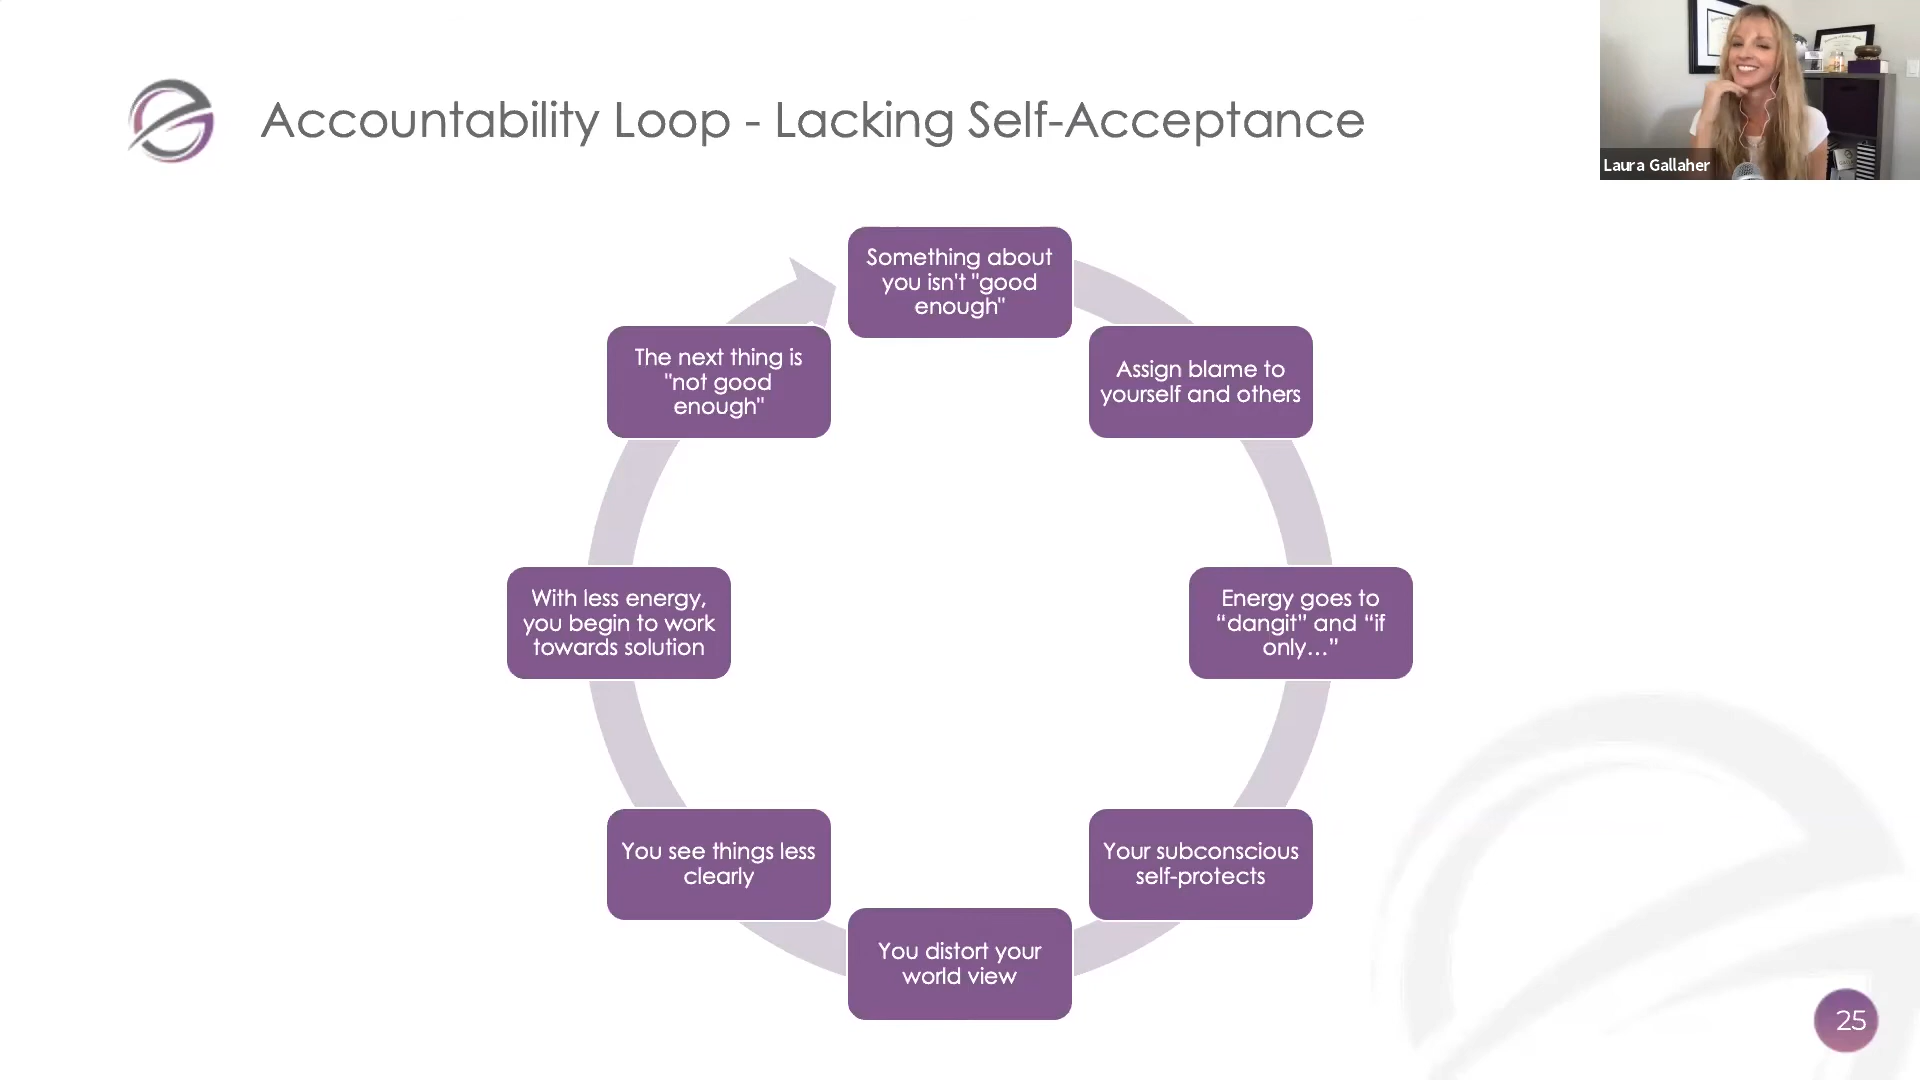 Accountability Loop - Lacking Self-Acceptance
Laura Gallaher
Something about
you isn't "good
enough"
Assign blame to
yourself and others
Energy goes to
“dangit” and “if
only…”
Your subconscious
self-protects
You distort your
world view
You see things less
clearly
With less energy,
you begin to work
towards solution
The next thing is
"not good
enough"
25